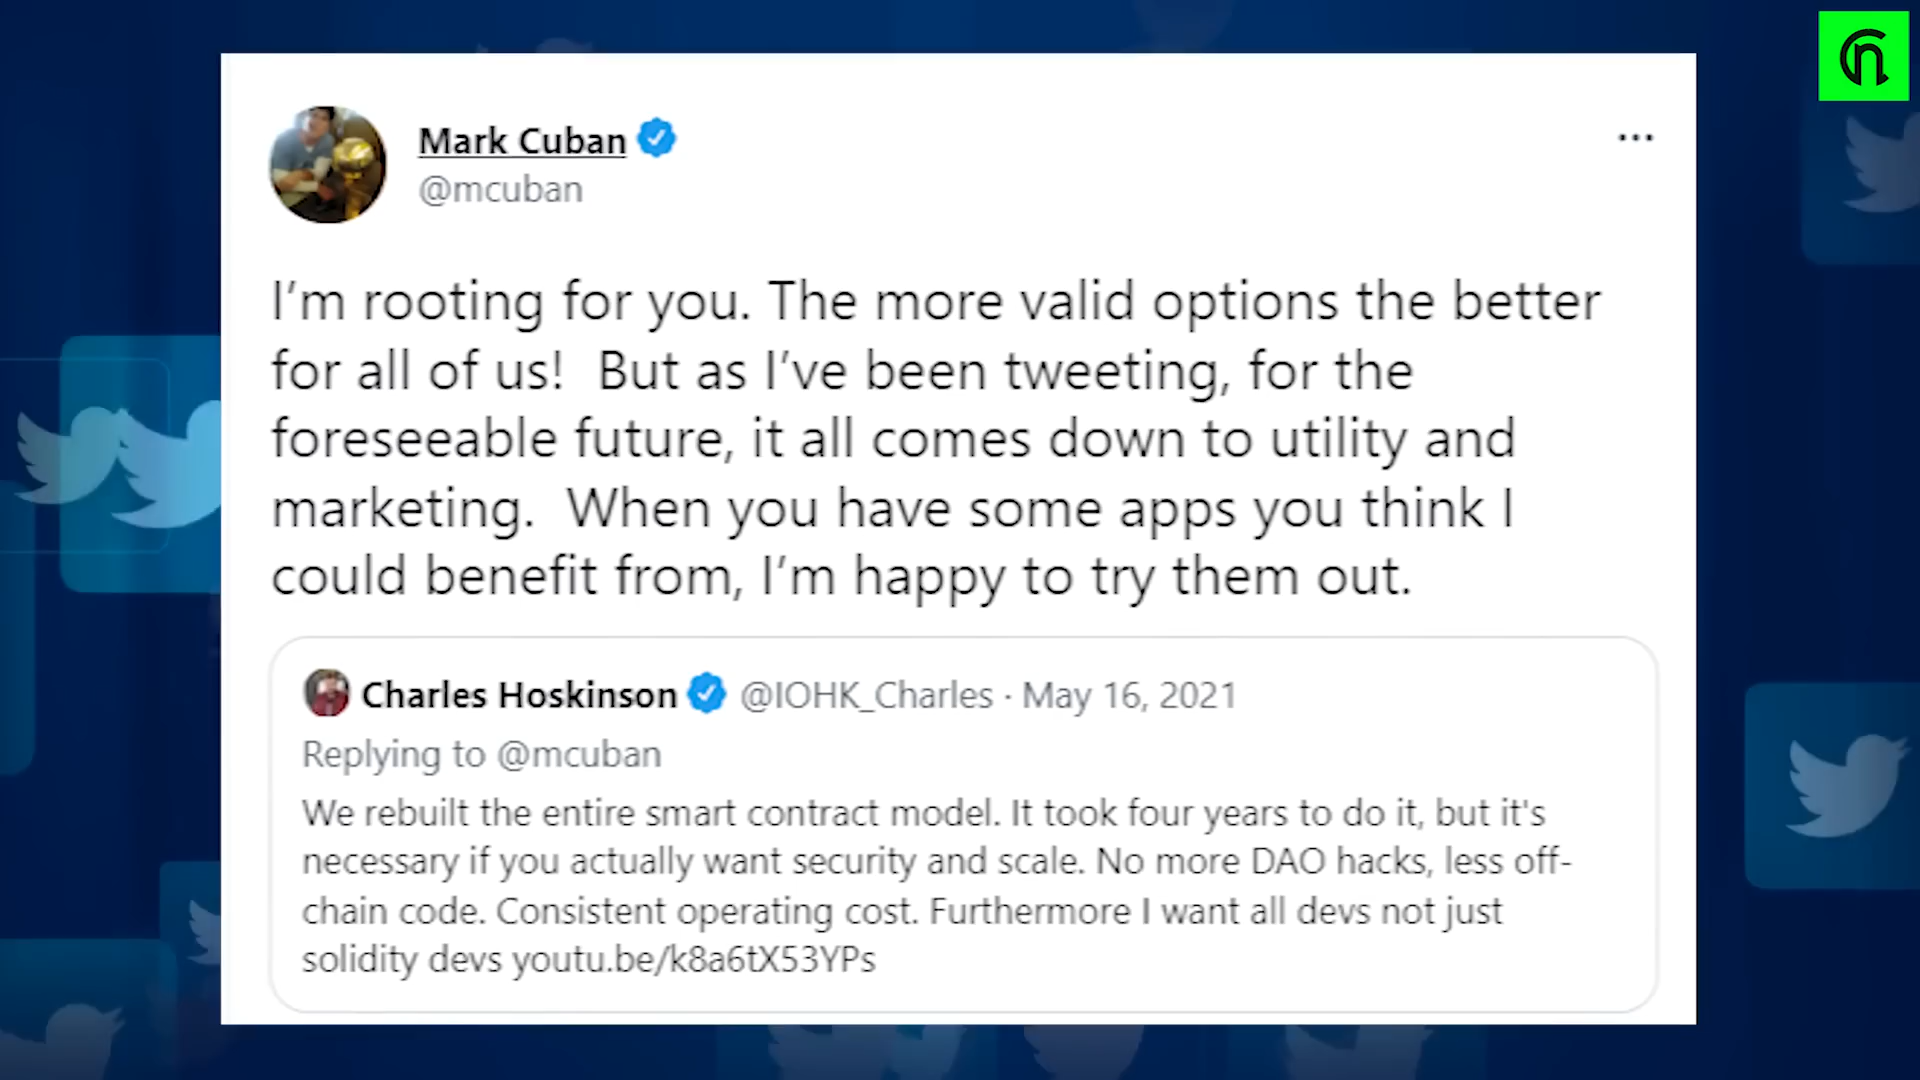 Mark Cuban
@mcuban
I’m rooting for you. The more valid options the better
for all of us!  But as I’ve been tweeting, for the
foreseeable future, it all comes down to utility and
marketing.  When you have some apps you think I
could benefit from, I’m happy to try them out.
Charles Hoskinson @IOHK_Charles · May 16, 2021
Replying to @mcuban
We rebuilt the entire smart contract model. It took four years to do it, but it's
necessary if you actually want security and scale. No more DAO hacks, less off-
chain code. Consistent operating cost. Furthermore I want all devs not just
solidity devs youtu.be/k8a6tX53YPs